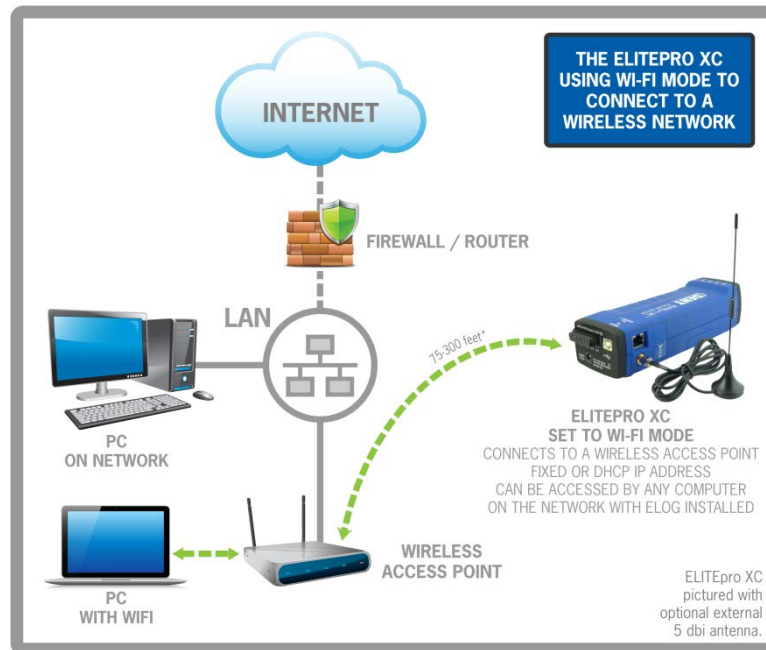 THE ELITEPRO XC
USING WI-FI MODE TO
CONNECT TO A
WIRELESS NETWORK
INTERNET
FIREWALL / ROUTER
LAN
75-300 feet*
PC
ON NETWORK
ELITEPRO XC
SET TO WI-FI MODE
CONNECTS TO A WIRELESS ACCESS POINT
FIXED OR DHCP IP ADDRESS
CAN BE ACCESSED BY ANY COMPUTER
ON THE NETWORK WITH ELOG INSTALLED
WIRELESS
ACCESS POINT
PC
WITH WIFI
ELITEpro XC
pictured with
optional external
5 dbi antenna.